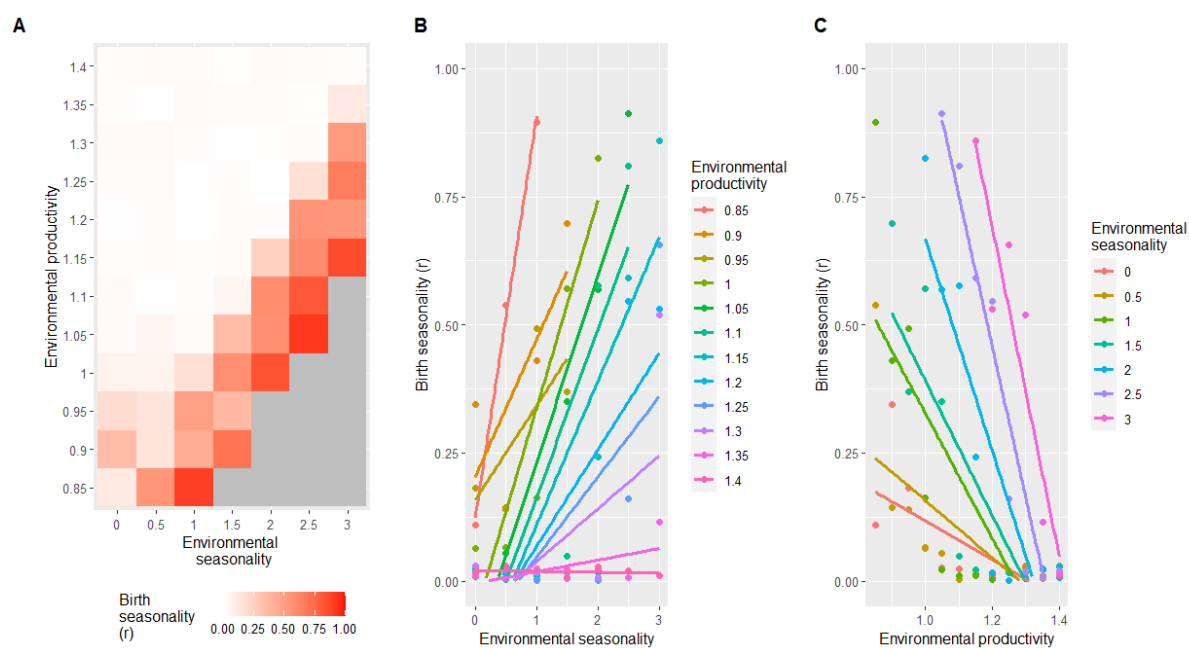 A
Environmental productivity
1.4
1.35
1.3
1.25
1.2
1.15
1.1
1.05
1
0.95
0.9
0.85
0 0.5 1 1.5 2 2.5 3
Environmental
seasonality
Birth
seasonality
(r)
0.00 0.25 0.50 0.75 1.00
B
Birth seasonality (r)
1.00
0.75
0.50
0.25
0.00
0 1 2 3
Environmental seasonality
Environmental
productivity
0.85
0.9
0.95
1
1.05
1.1
1.15
1.2
1.25
1.3
1.35
1.4
C
Birth seasonality (r)
1.00
0.75
0.50
0.25
0.00
1.0 1.2 1.4
Environmental productivity
Environmental
seasonality
0
0.5
1
1.5
2
2.5
3